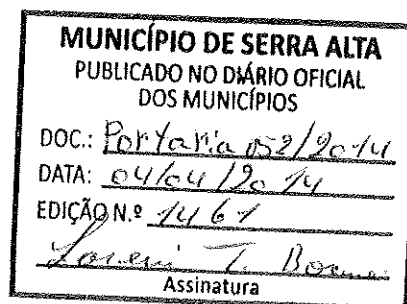 MUNICÍPIO DE SERRA ALTA
PUBLICADO NO DIÁRIO OFICIAL
DOS MUNICÍPIOS
DOC.: Portaria 052/2014
DATA: 04/04/2014
EDIÇÃO N.º 1461
T.
Assinatura